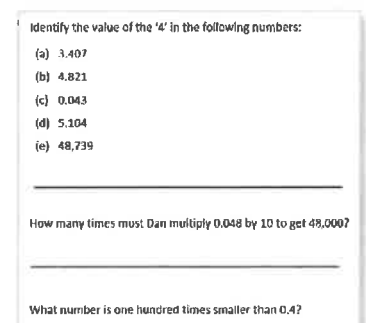 Identify the value of the '4' in the following numbers:
(a) 3.407
(b) 4.821
(c) 0.043
(d) 5.104
(e) 48,739
How many times must Dan multiply 0.048 by 10 to get 48,000?
What number is one hundred times smaller than 0.4?